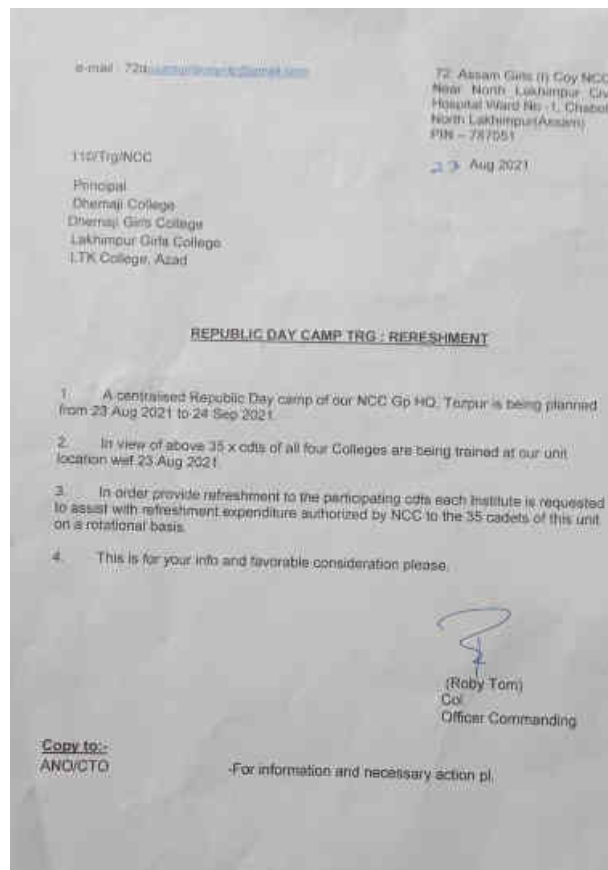 e-mail : 72
72 Assam Girls (I) Coy NCC
Near North Lakhimpur Civ
Hospital Ward No -1, Chaboti
North Lakhimpur(Assam)
PIN – 787051
110/Trg/NCC
23 Aug 2021
Principal
Dhemaji College
Dhemaji Girls College
Lakhimpur Girls College
LTK College, Azad
REPUBLIC DAY CAMP TRG : RERESHMENT
1. A centralised Republic Day camp of our NCC Gp HQ, Tezpur is being planned
from 23 Aug 2021 to 24 Sep 2021.
2. In view of above 35 x cdts of all four Colleges are being trained at our unit
location wef 23 Aug 2021.
3. In order provide refreshment to the participating cdts each Institute is requested
to assist with refreshment expenditure authorized by NCC to the 35 cadets of this unit
on a rotational basis.
4. This is for your info and favorable consideration please.
(Roby Tom)
Col
Officer Commanding
Copy to:-
ANO/CTO -For information and necessary action pl.